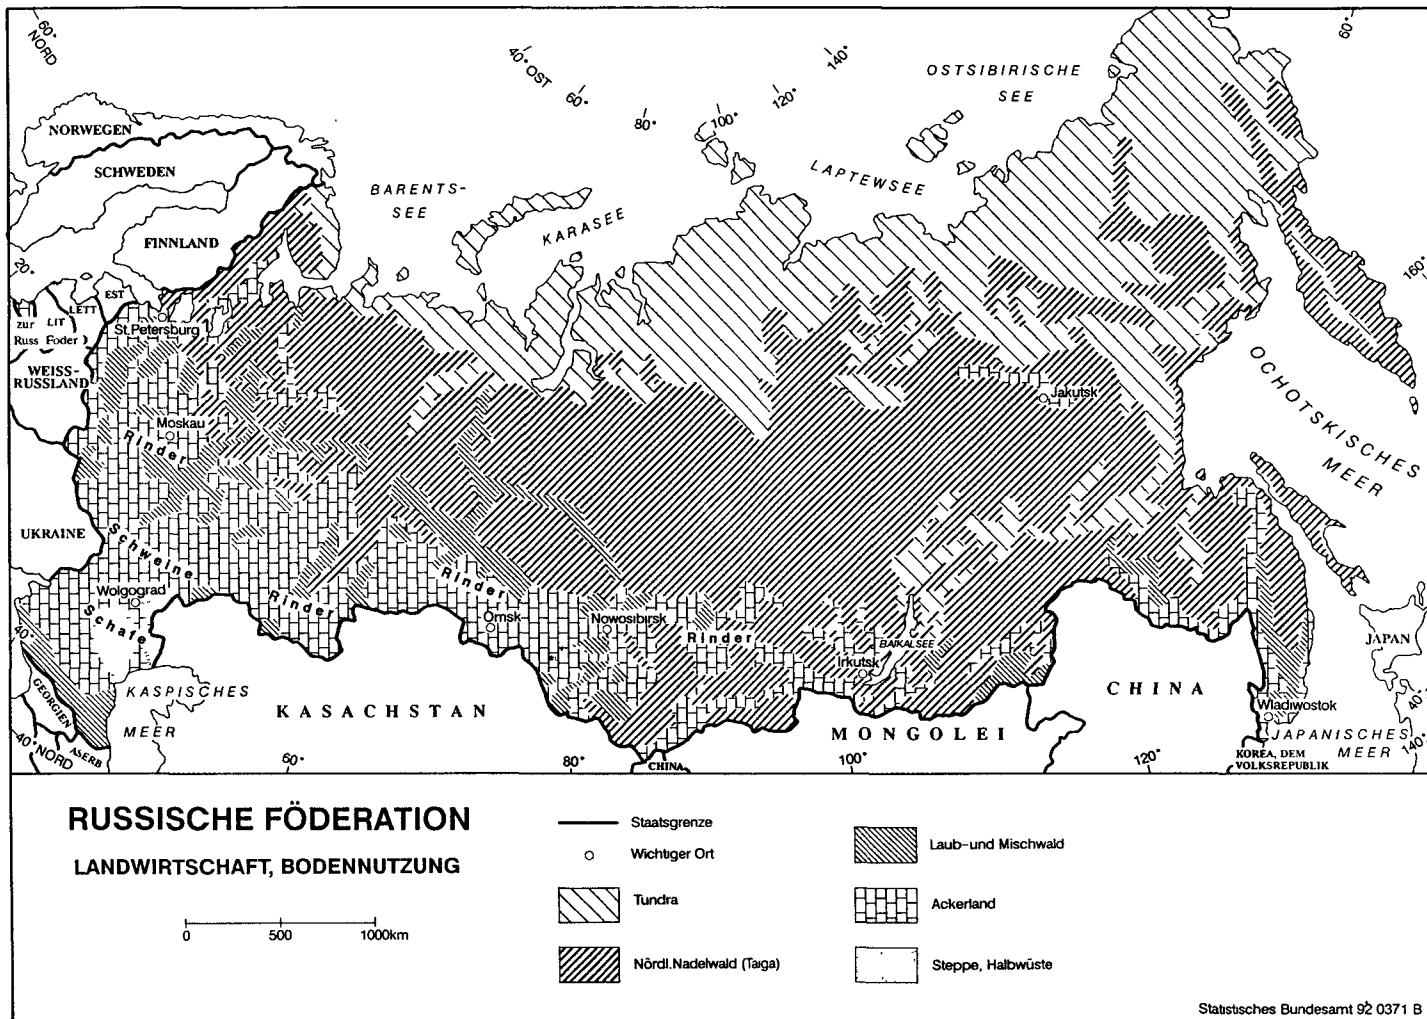 60°
NORD
40° OST
60°
80°
100°
120°
140°
60°
OSTSIBIRISCHE
SEE
NORWEGEN
SCHWEDEN
FINNLAND
BARENTS-
SEE
KARASEE
LAPTEWSEE
20°
160°
EST
LETT
LIT
zur
Russ Foder
St.Petersburg
WEISS-
RUSSLAND
Moskau
Rinder
Jakutsk
OCHOTSKISCHES
MEER
UKRAINE
Schweine
Wolgograd
Schafe
Rinder
Rinder
Omsk
Nowosibirsk
Rinder
BAIKALSEE
Irkutsk
JAPAN
40°
GEORGIEN
ASERB
KASPISCHES
MEER
KASACHSTAN
MONGOLEI
CHINA
CHINA
Wladiwostok
JAPANISCHES
MEER
KOREA, DEM
VOLKSREPUBLIK
40° NORD
60°
80°
100°
120°
140°
40°
RUSSISCHE FÖDERATION
LANDWIRTSCHAFT, BODENNUTZUNG
0 500 1000km
Staatsgrenze
Wichtiger Ort
Tundra
Nördl.Nadelwald (Taiga)
Laub-und Mischwald
Ackerland
Steppe, Halbwüste
Statistisches Bundesamt 92 0371 B